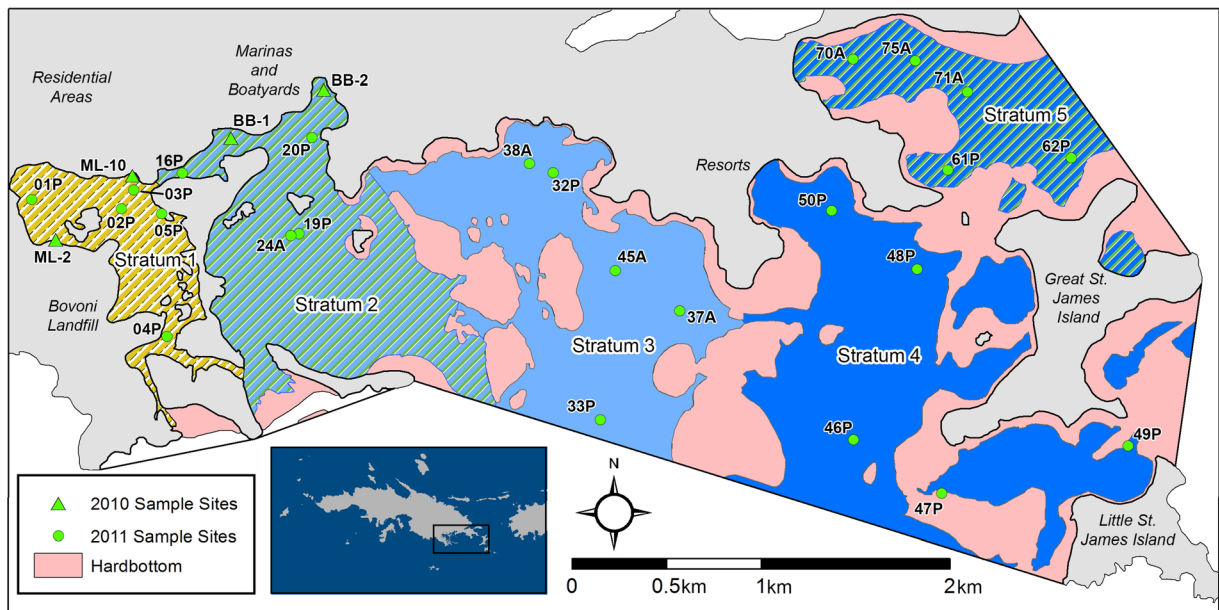 Residential
Areas
Marinas
and
Boatyards
BB-2
BB-1
20P
ML-10
16P
01P
03P
02P
05P
ML-2
Stratum 1
24A
19P
Bovoni
Landfill
04P
Stratum 2
38A
32P
45A
37A
Stratum 3
33P
Resorts
50P
48P
Stratum 4
46P
47P
49P
70A
75A
71A
Stratum 5
61P
62P
Great St.
James
Island
Little St.
James Island
2010 Sample Sites
2011 Sample Sites
Hardbottom
N
0
0.5km
1km
2km